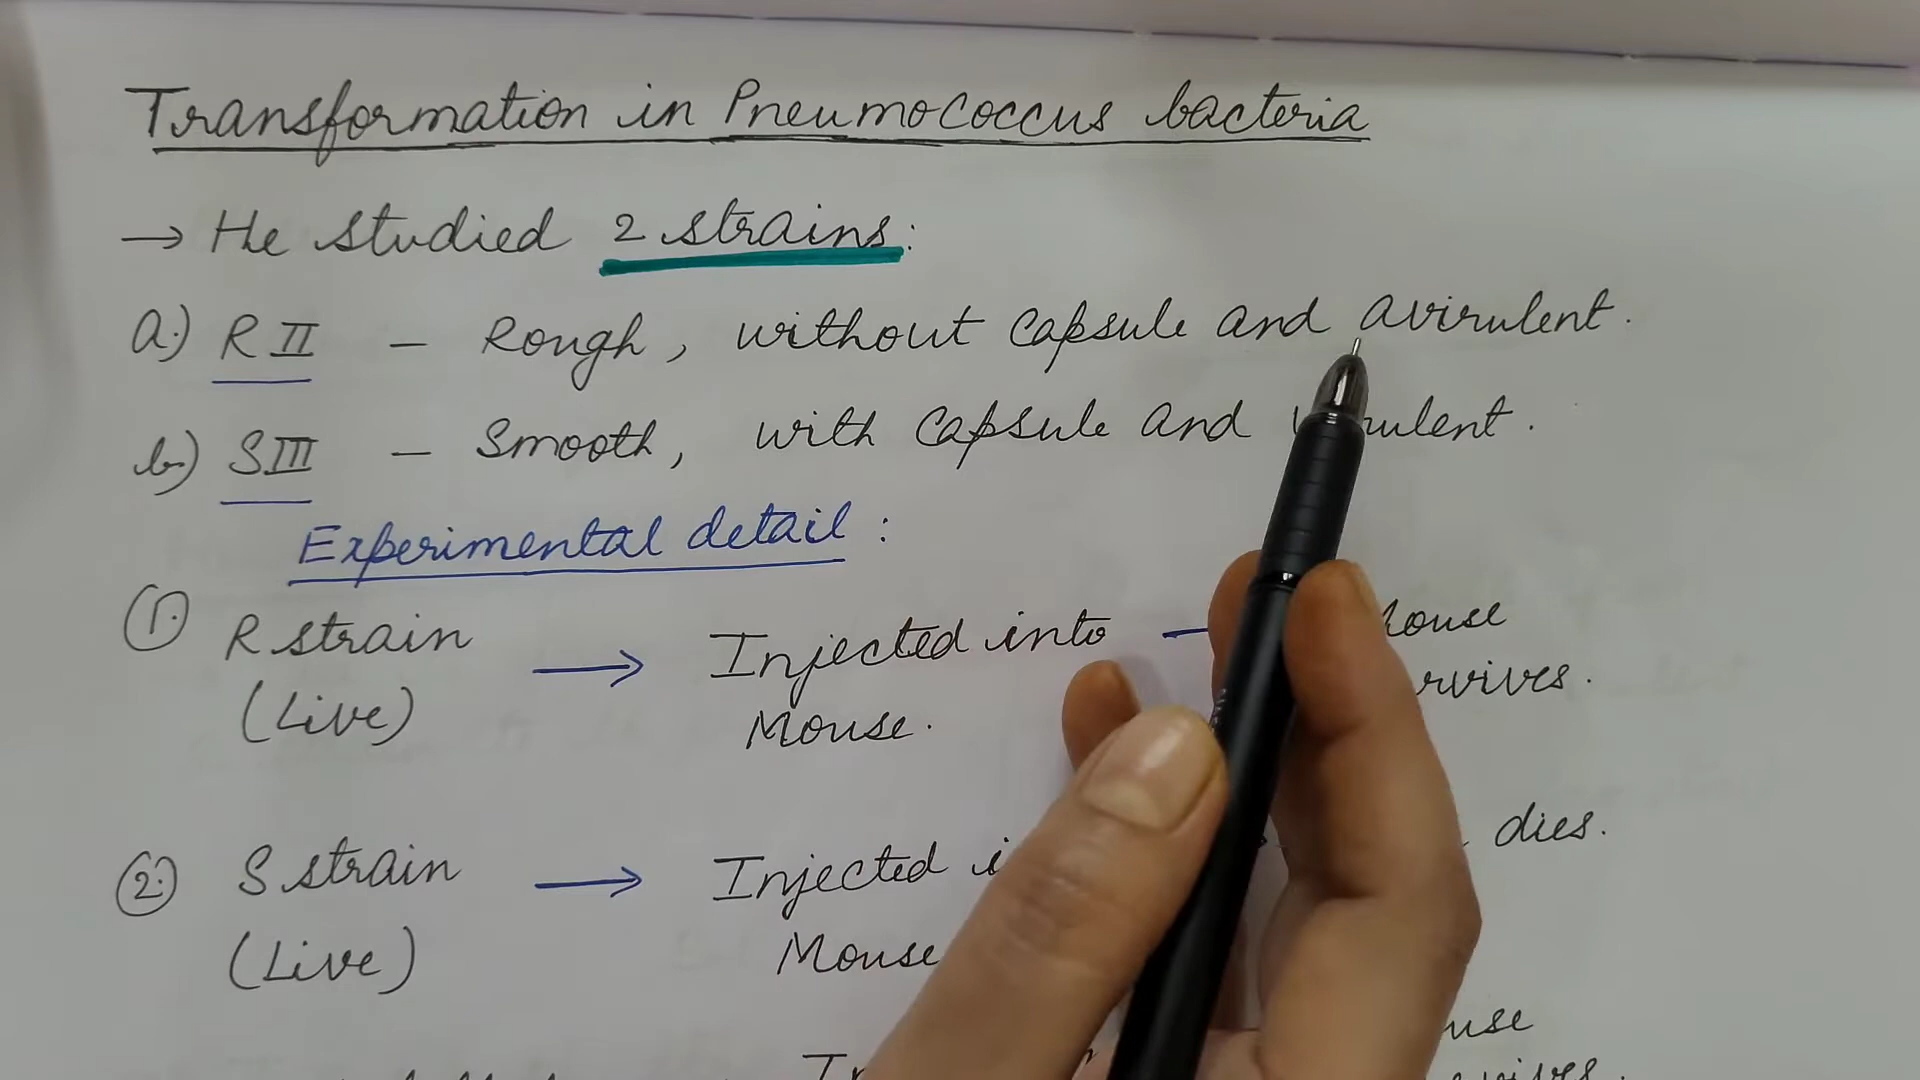 Transformation in Pneumococcus bacteria
→ He studied 2 strains:
a.) R II – Rough, without capsule and avirulent.
b.) SIII – Smooth, with capsule and
Experimental detail :
1. R strain → Injected into
(Live) Mouse.
2. S strain → Injected dies.
(Live) Mouse